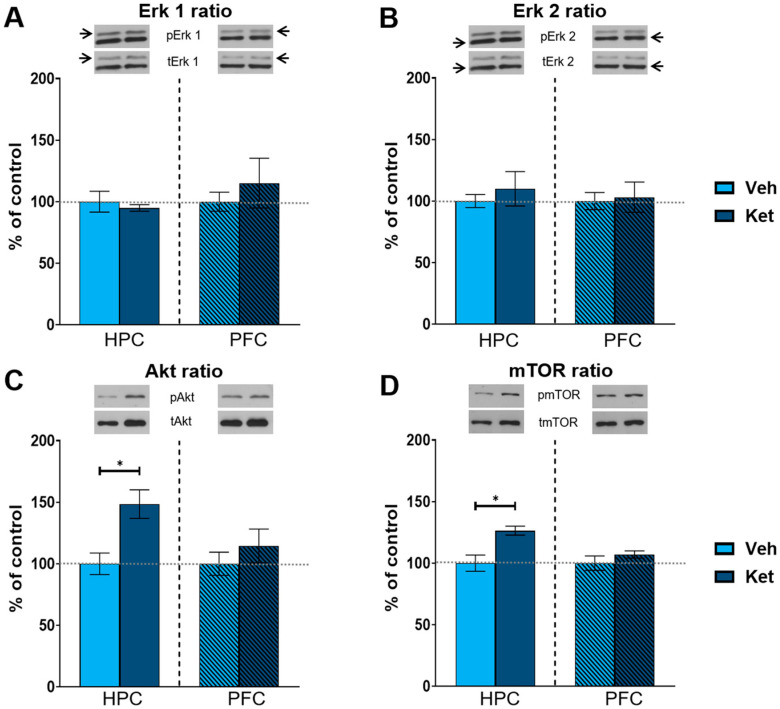 A
Erk 1 ratio
pErk 1
tErk 1
% of control
200
150
100
50
0
HPC
PFC
B
Erk 2 ratio
pErk 2
tErk 2
% of control
200
150
100
50
0
HPC
PFC
Veh
Ket
C
Akt ratio
pAkt
tAkt
% of control
200
150
100
50
0
*
HPC
PFC
D
mTOR ratio
pmTOR
tmTOR
% of control
200
150
100
50
0
*
HPC
PFC
Veh
Ket